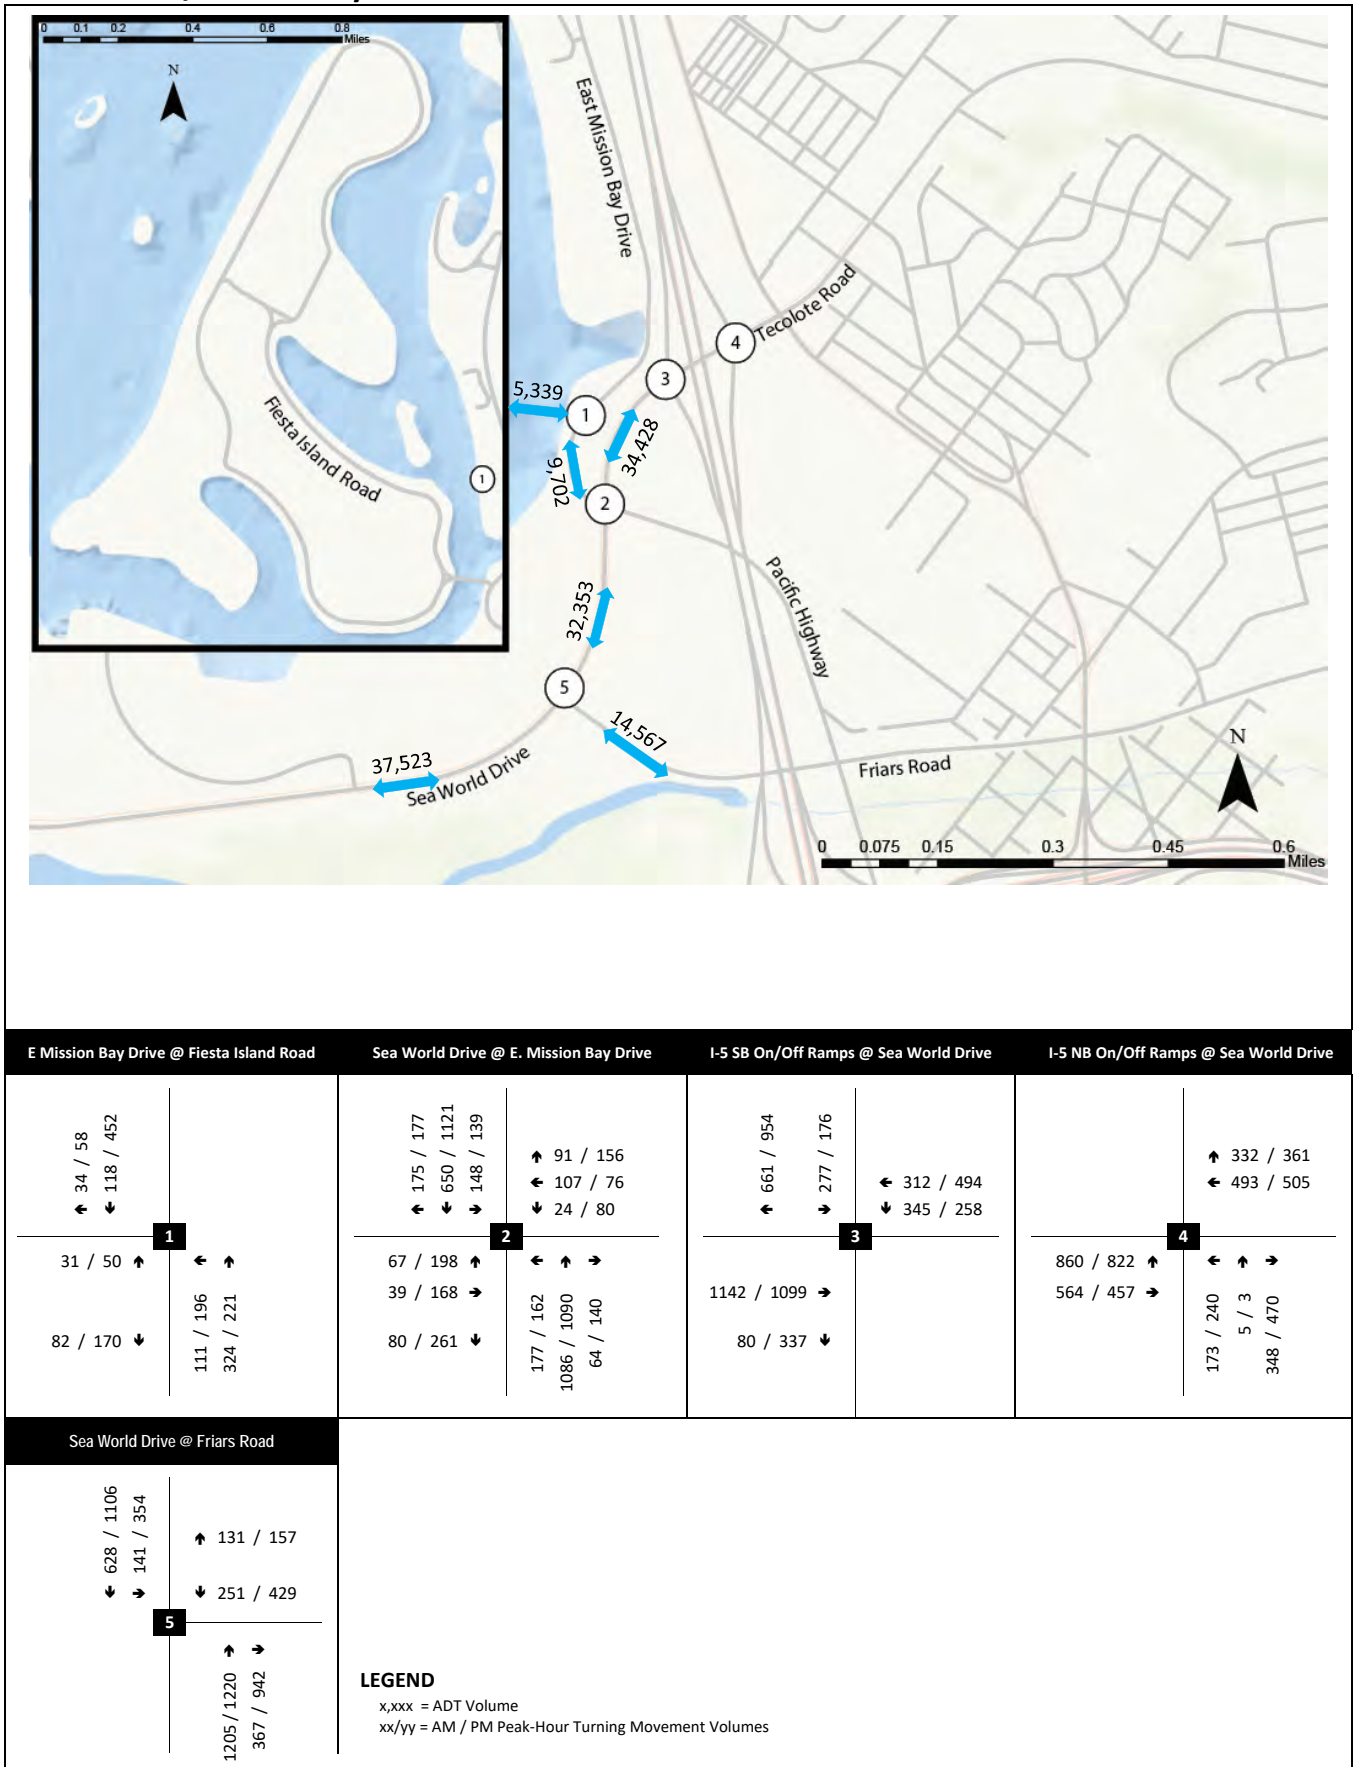 0 0.1 0.2 0.4 0.6 0.8
Miles
N
East Mission Bay Drive
Tecolote Road
4
3
5,339
1
34,428
9,702
2
Fiesta Island Road
1
Pacific Highway
32,353
5
14,567
37,523
Sea World Drive
Friars Road
N
0 0.075 0.15 0.3 0.45 0.6
Miles
E Mission Bay Drive @ Fiesta Island Road
34 / 58
118 / 452
1
31 / 50
82 / 170
111 / 196
324 / 221
Sea World Drive @ E. Mission Bay Drive
175 / 177
650 / 1121
148 / 139
91 / 156
107 / 76
24 / 80
2
67 / 198
39 / 168
80 / 261
177 / 162
1086 / 1090
64 / 140
I-5 SB On/Off Ramps @ Sea World Drive
661 / 954
277 / 176
312 / 494
345 / 258
3
1142 / 1099
80 / 337
I-5 NB On/Off Ramps @ Sea World Drive
332 / 361
493 / 505
4
860 / 822
564 / 457
173 / 240
5 / 3
348 / 470
Sea World Drive @ Friars Road
628 / 1106
141 / 354
131 / 157
251 / 429
5
1205 / 1220
367 / 942
LEGEND
x,xxx = ADT Volume
xx/yy = AM / PM Peak-Hour Turning Movement Volumes